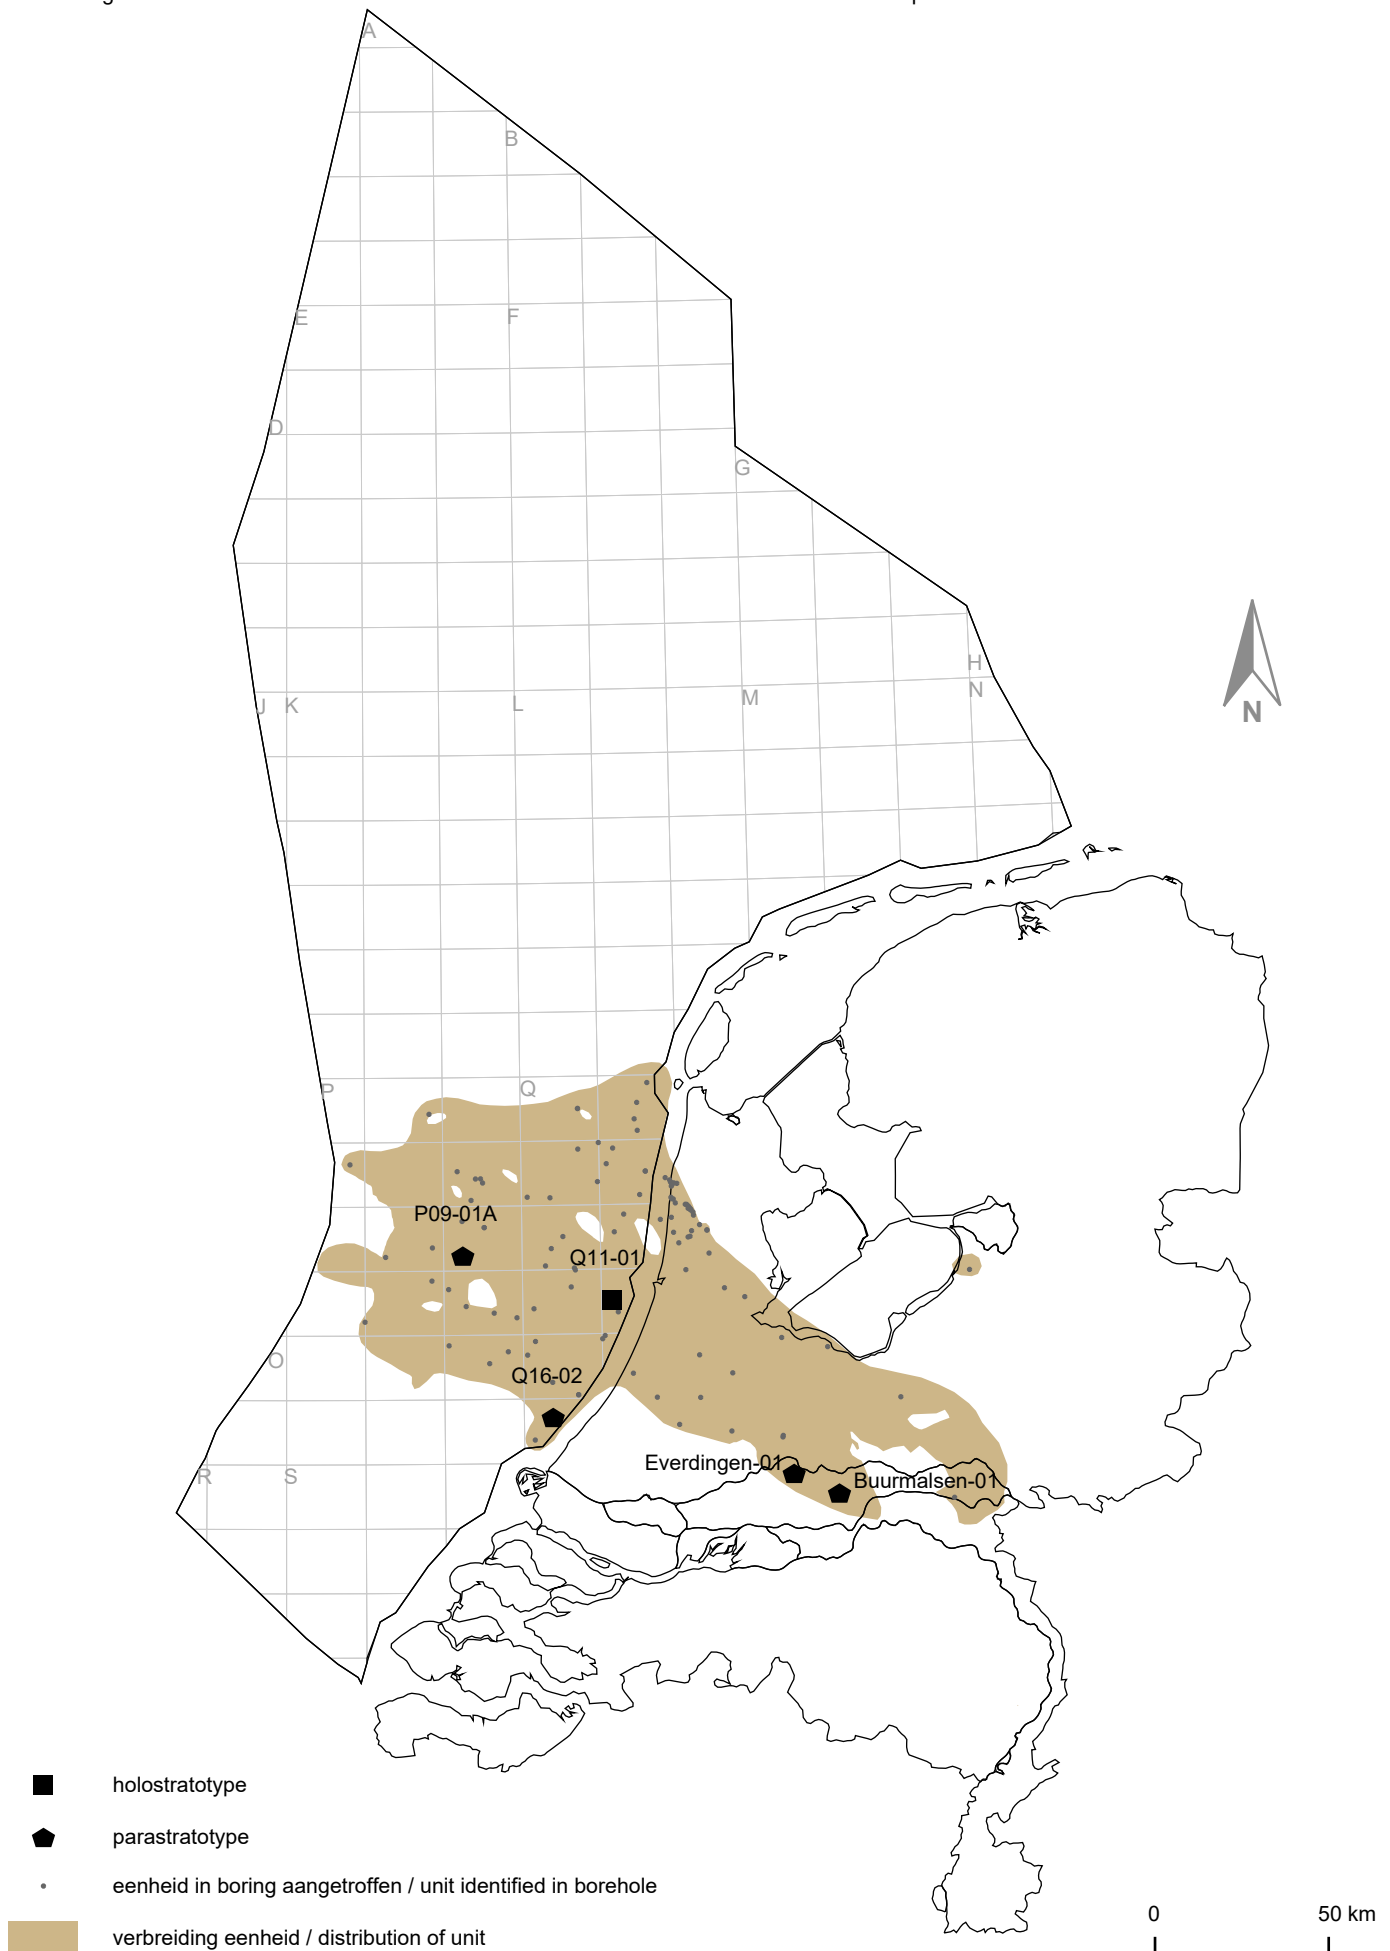 A
B
E
F
D
G
H
N
J
K
L
M
N
P
Q
P09-01A
Q11-01
O
Q16-02
Everdingen-01
Buurmalsen-01
R
S
holostratotype
parastratotype
eenheid in boring aangetroffen / unit identified in borehole
0
50 km
verbreiding eenheid / distribution of unit